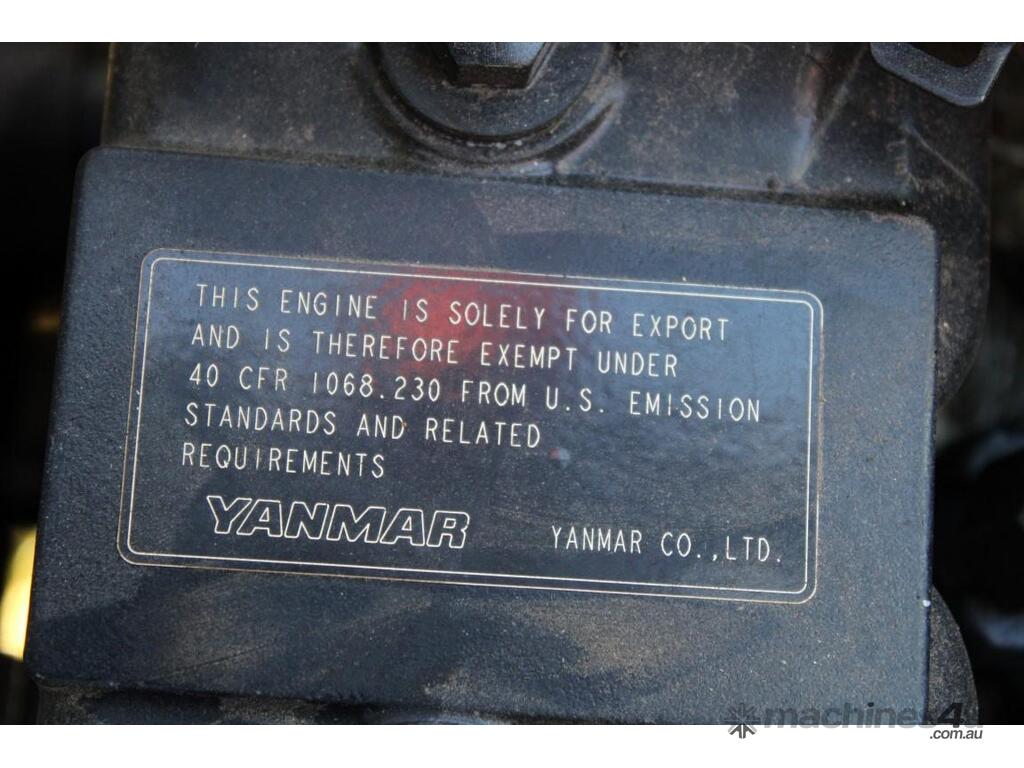 THIS ENGINE IS SOLELY FOR EXPORT
AND IS THEREFORE EXEMPT UNDER
40 CFR 1068.230 FROM U.S. EMISSION
STANDARDS AND RELATED
REQUIREMENTS
YANMAR YANMAR CO.,LTD.
machines4u
.com.au